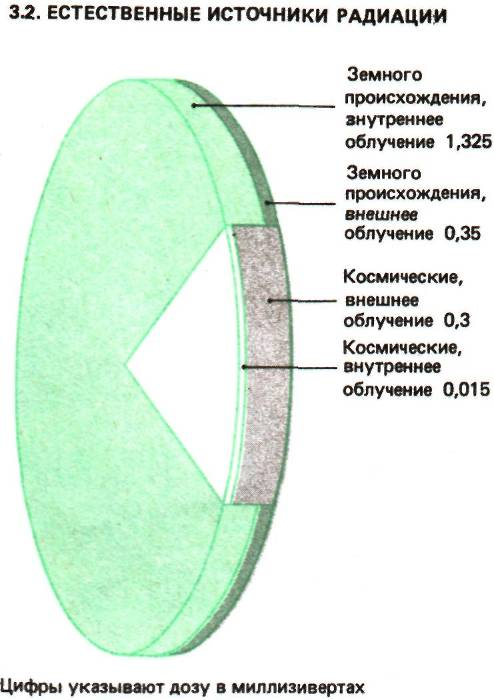 3.2. ЕСТЕСТВЕННЫЕ ИСТОЧНИКИ РАДИАЦИИ
Земного
происхождения,
внутреннее
облучение 1,325
Земного
происхождения,
внешнее
облучение 0,35
Космические,
внешнее
облучение 0,3
Космические,
внутреннее
облучение 0,015
Цифры указывают дозу в миллизивертах